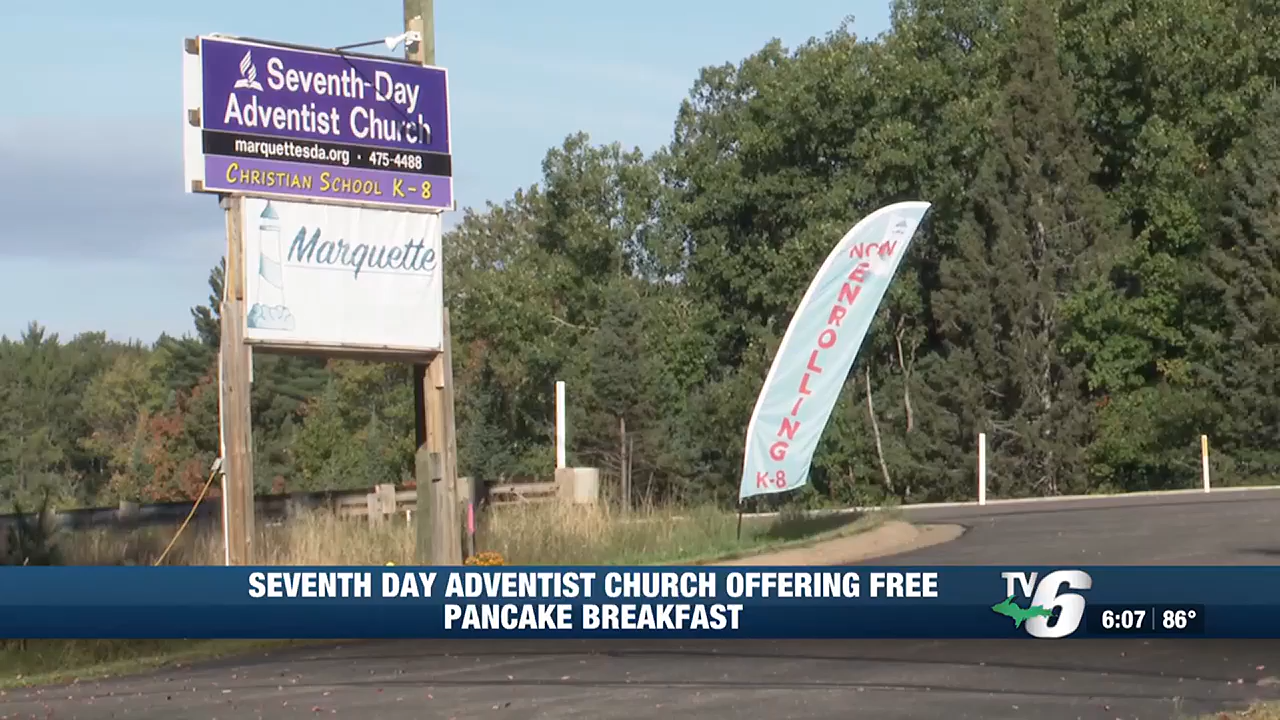 Seventh-Day
Adventist Church
marquettesda.org · 475-4488
CHRISTIAN SCHOOL K-8
Marquette
NOW
ENROLLING
K-8
SEVENTH DAY ADVENTIST CHURCH OFFERING FREE
PANCAKE BREAKFAST
TV6
6:07 86°